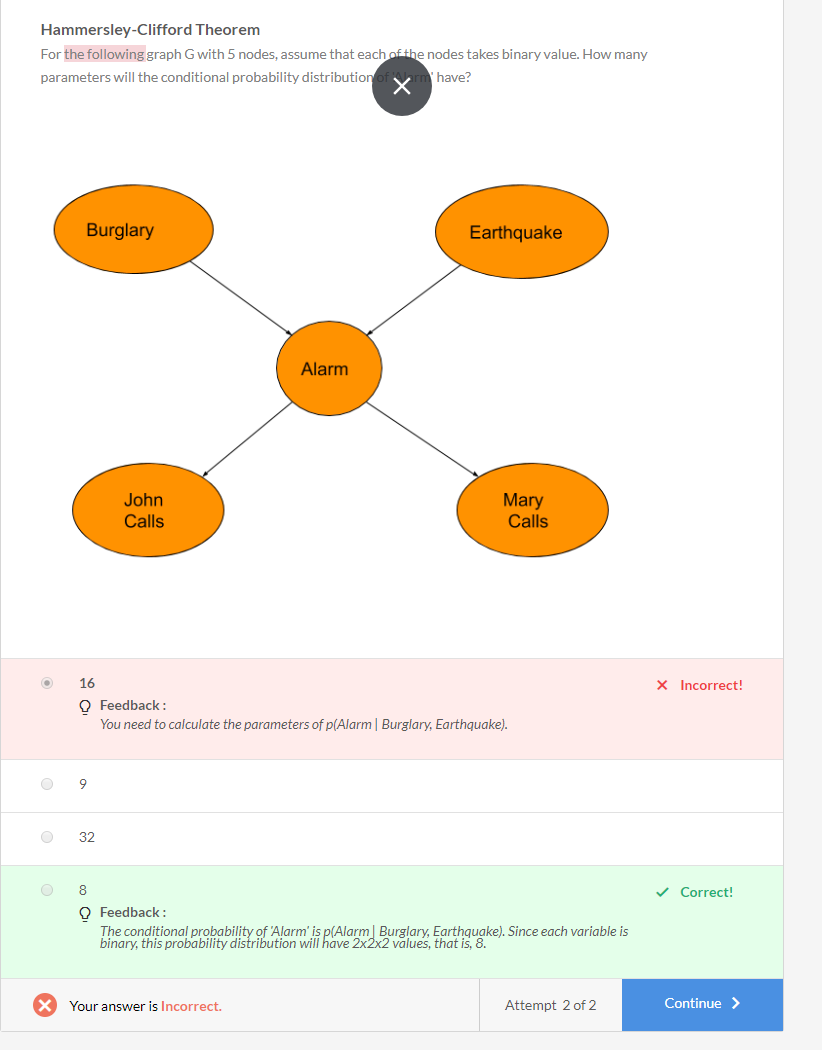 Hammersley-Clifford Theorem
For the following graph G with 5 nodes, assume that each of the nodes takes binary value. How many
parameters will the conditional probability distribution of 'Alarm' have?
Burglary
Earthquake
Alarm
John
Calls
Mary
Calls
16
Incorrect!
Feedback :
You need to calculate the parameters of p(Alarm | Burglary, Earthquake).
9
32
8
Correct!
Feedback :
The conditional probability of 'Alarm' is p(Alarm | Burglary, Earthquake). Since each variable is
binary, this probability distribution will have 2x2x2 values, that is, 8.
Your answer is Incorrect.
Attempt 2 of 2
Continue